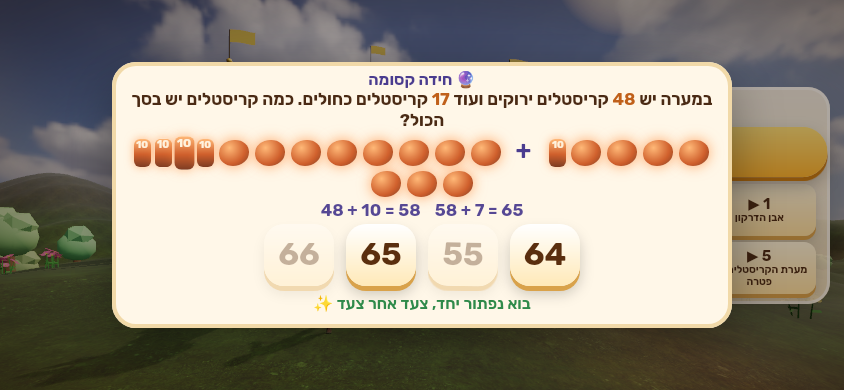 🔮 חידה קסומה
במערה יש 48 קריסטלים ירוקים ועוד 17 קריסטלים כחולים. כמה קריסטלים יש בסך
הכול?
10 10 10 10 + 10
48 + 10 = 58 58 + 7 = 65
66 65 55 64
בוא נפתור יחד, צעד אחר צעד ✨
▶ 1
אבן הדרקון
▶ 5
מערת הקריסטלים
פטרה